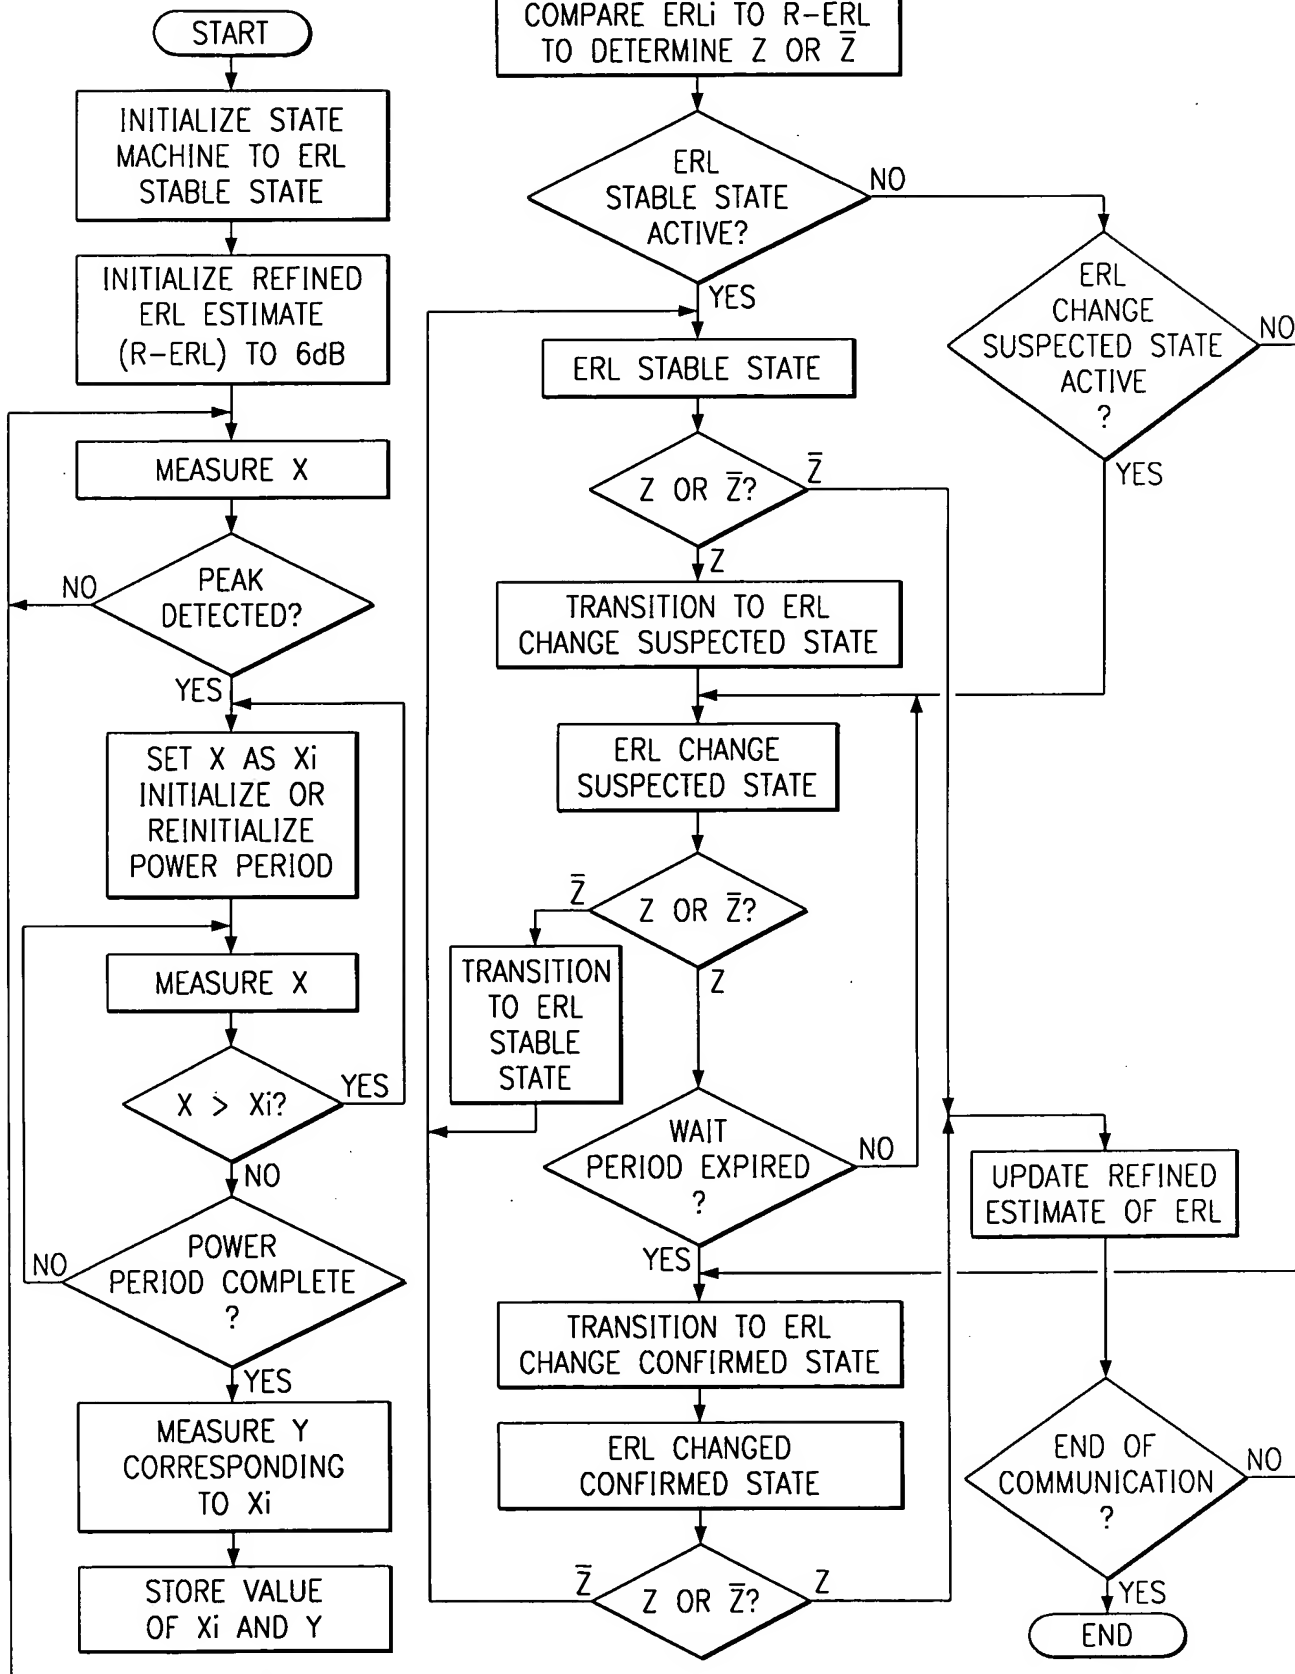 START
INITIALIZE STATE
MACHINE TO ERL
STABLE STATE
INITIALIZE REFINED
ERL ESTIMATE
(R-ERL) TO 6dB
MEASURE X
PEAK
DETECTED?
NO
YES
SET X AS Xi
INITIALIZE OR
REINITIALIZE
POWER PERIOD
MEASURE X
X > Xi?
YES
NO
POWER
PERIOD COMPLETE
?
NO
YES
MEASURE Y
CORRESPONDING
TO Xi
STORE VALUE
OF Xi AND Y
COMPARE ERLi TO R-ERL
TO DETERMINE Z OR Z̅
ERL
STABLE STATE
ACTIVE?
NO
YES
ERL STABLE STATE
Z OR Z̅?
Z̅
Z
TRANSITION TO ERL
CHANGE SUSPECTED STATE
ERL CHANGE
SUSPECTED STATE
Z OR Z̅?
Z̅
Z
TRANSITION
TO ERL
STABLE
STATE
WAIT
PERIOD EXPIRED
?
NO
YES
TRANSITION TO ERL
CHANGE CONFIRMED STATE
ERL CHANGED
CONFIRMED STATE
Z OR Z̅?
Z̅
Z
ERL
CHANGE
SUSPECTED STATE
ACTIVE
?
NO
YES
UPDATE REFINED
ESTIMATE OF ERL
END OF
COMMUNICATION
?
NO
YES
END